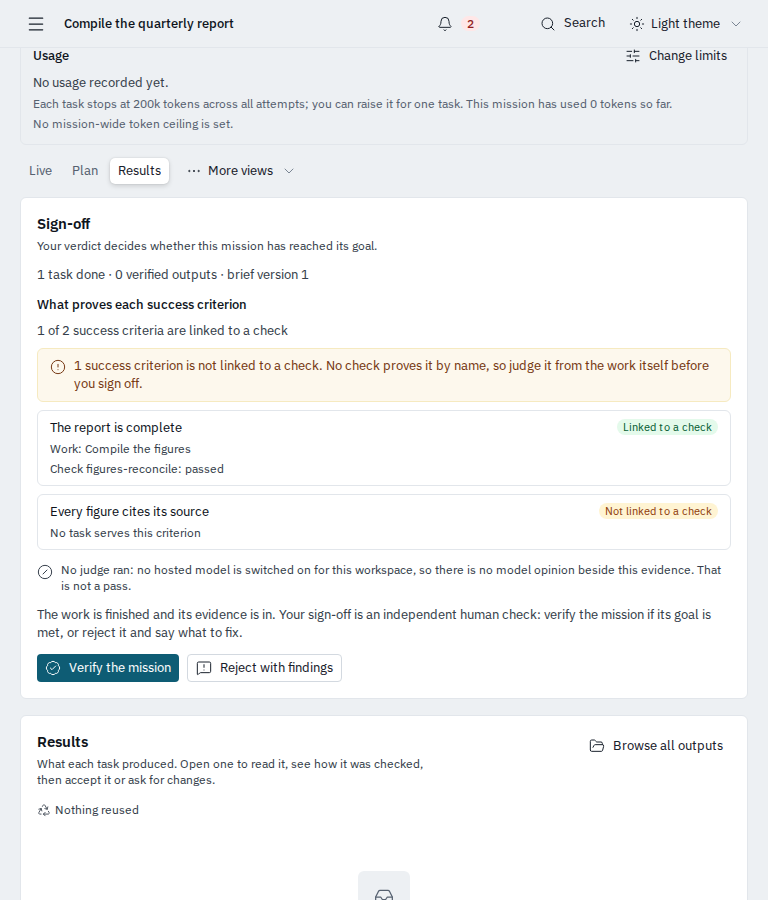 Compile the quarterly report
2
Search
Light theme
Usage
Change limits
No usage recorded yet.
Each task stops at 200k tokens across all attempts; you can raise it for one task. This mission has used 0 tokens so far.
No mission-wide token ceiling is set.
Live
Plan
Results
More views
Sign-off
Your verdict decides whether this mission has reached its goal.
1 task done · 0 verified outputs · brief version 1
What proves each success criterion
1 of 2 success criteria are linked to a check
1 success criterion is not linked to a check. No check proves it by name, so judge it from the work itself before
you sign off.
The report is complete
Linked to a check
Work: Compile the figures
Check figures-reconcile: passed
Every figure cites its source
Not linked to a check
No task serves this criterion
No judge ran: no hosted model is switched on for this workspace, so there is no model opinion beside this evidence. That
is not a pass.
The work is finished and its evidence is in. Your sign-off is an independent human check: verify the mission if its goal is
met, or reject it and say what to fix.
Verify the mission
Reject with findings
Results
Browse all outputs
What each task produced. Open one to read it, see how it was checked,
then accept it or ask for changes.
Nothing reused